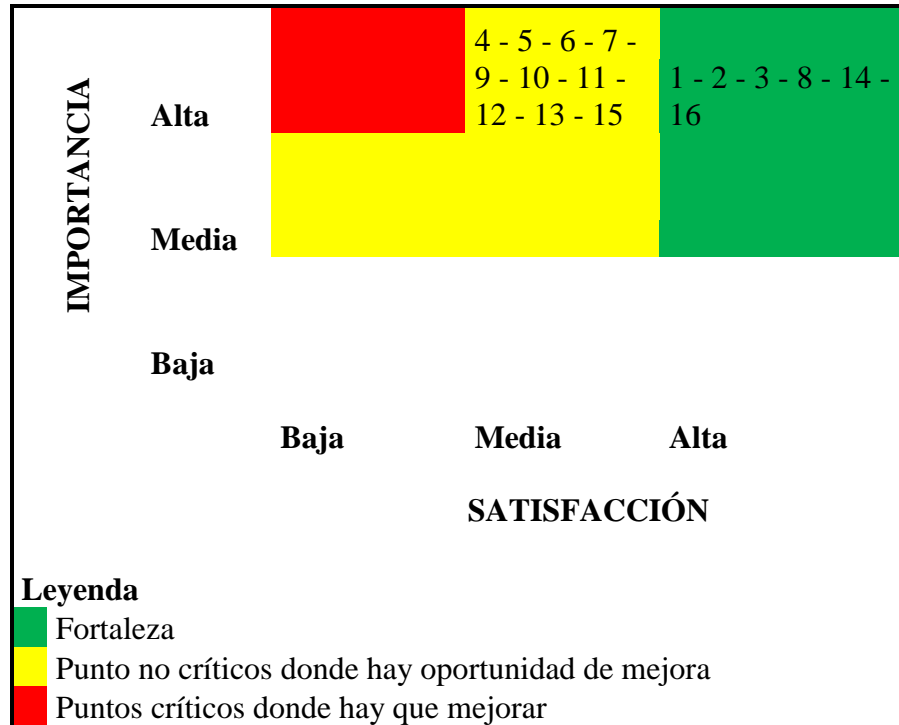 IMPORTANCIA
Alta
4 - 5 - 6 - 7 -
9 - 10 - 11 -
12 - 13 - 15
1 - 2 - 3 - 8 - 14 -
16
Media
Baja
Baja Media Alta
SATISFACCIÓN
Leyenda
Fortaleza
Punto no críticos donde hay oportunidad de mejora
Puntos críticos donde hay que mejorar